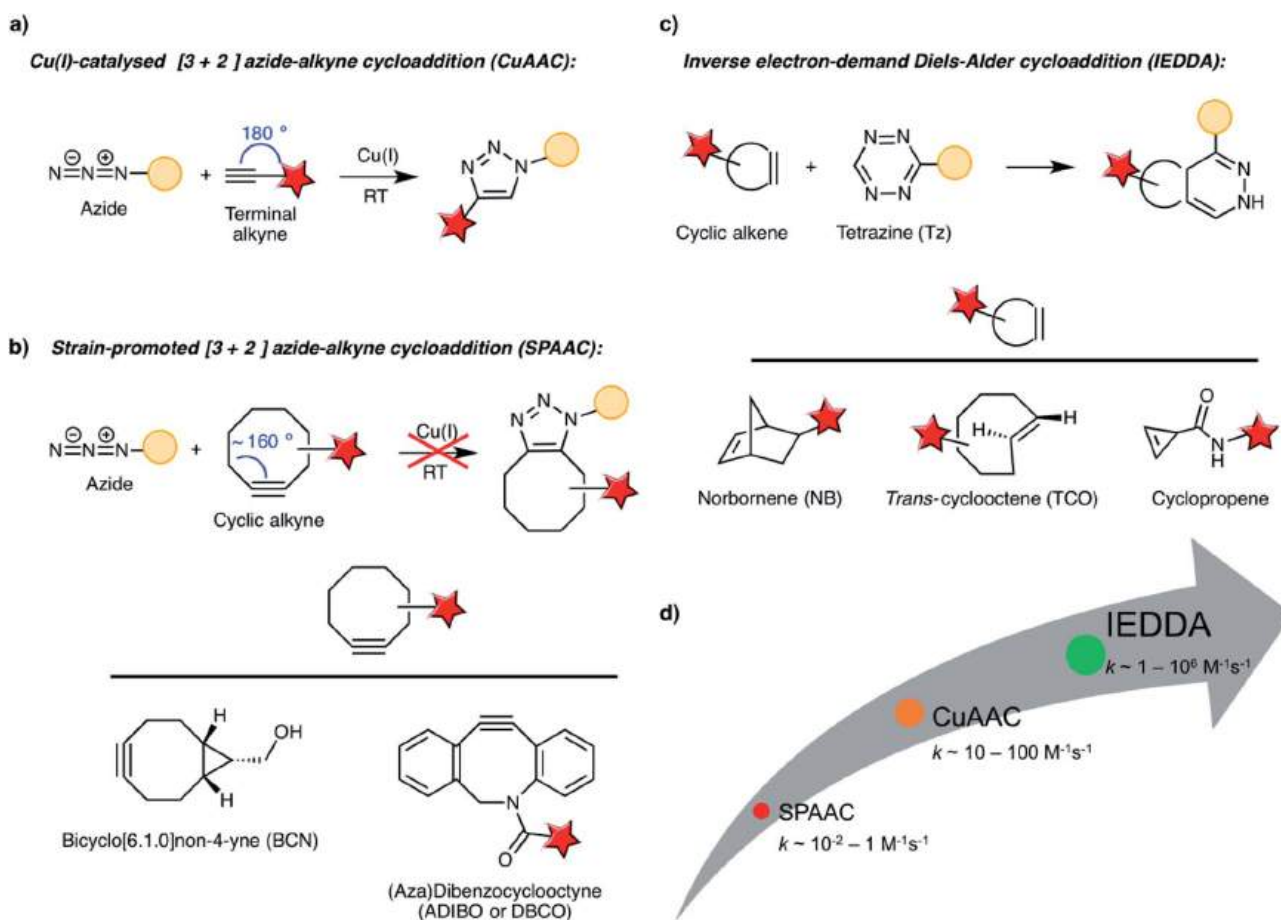 a)
Cu(I)-catalysed [3 + 2 ] azide-alkyne cycloaddition (CuAAC):
180 º
N=N=N
⊖ ⊕
+
Cu(I)
RT
N
N
N
Azide
Terminal
alkyne
b) Strain-promoted [3 + 2 ] azide-alkyne cycloaddition (SPAAC):
N=N=N
⊖ ⊕
+
~ 160 º
Cu(I)
RT
N
N
N
Azide
Cyclic alkyne
H
OH
H
Bicyclo[6.1.0]non-4-yne (BCN)
N
O
(Aza)Dibenzocyclooctyne
(ADIBO or DBCO)
c)
Inverse electron-demand Diels-Alder cycloaddition (IEDDA):
+
N
N
N
N
N
NH
Cyclic alkene
Tetrazine (Tz)
Norbornene (NB)
H
H
Trans-cyclooctene (TCO)
O
N
H
Cyclopropene
d)
IEDDA
k ~ 1 – 10⁶ M⁻¹s⁻¹
CuAAC
k ~ 10 – 100 M⁻¹s⁻¹
SPAAC
k ~ 10⁻² – 1 M⁻¹s⁻¹